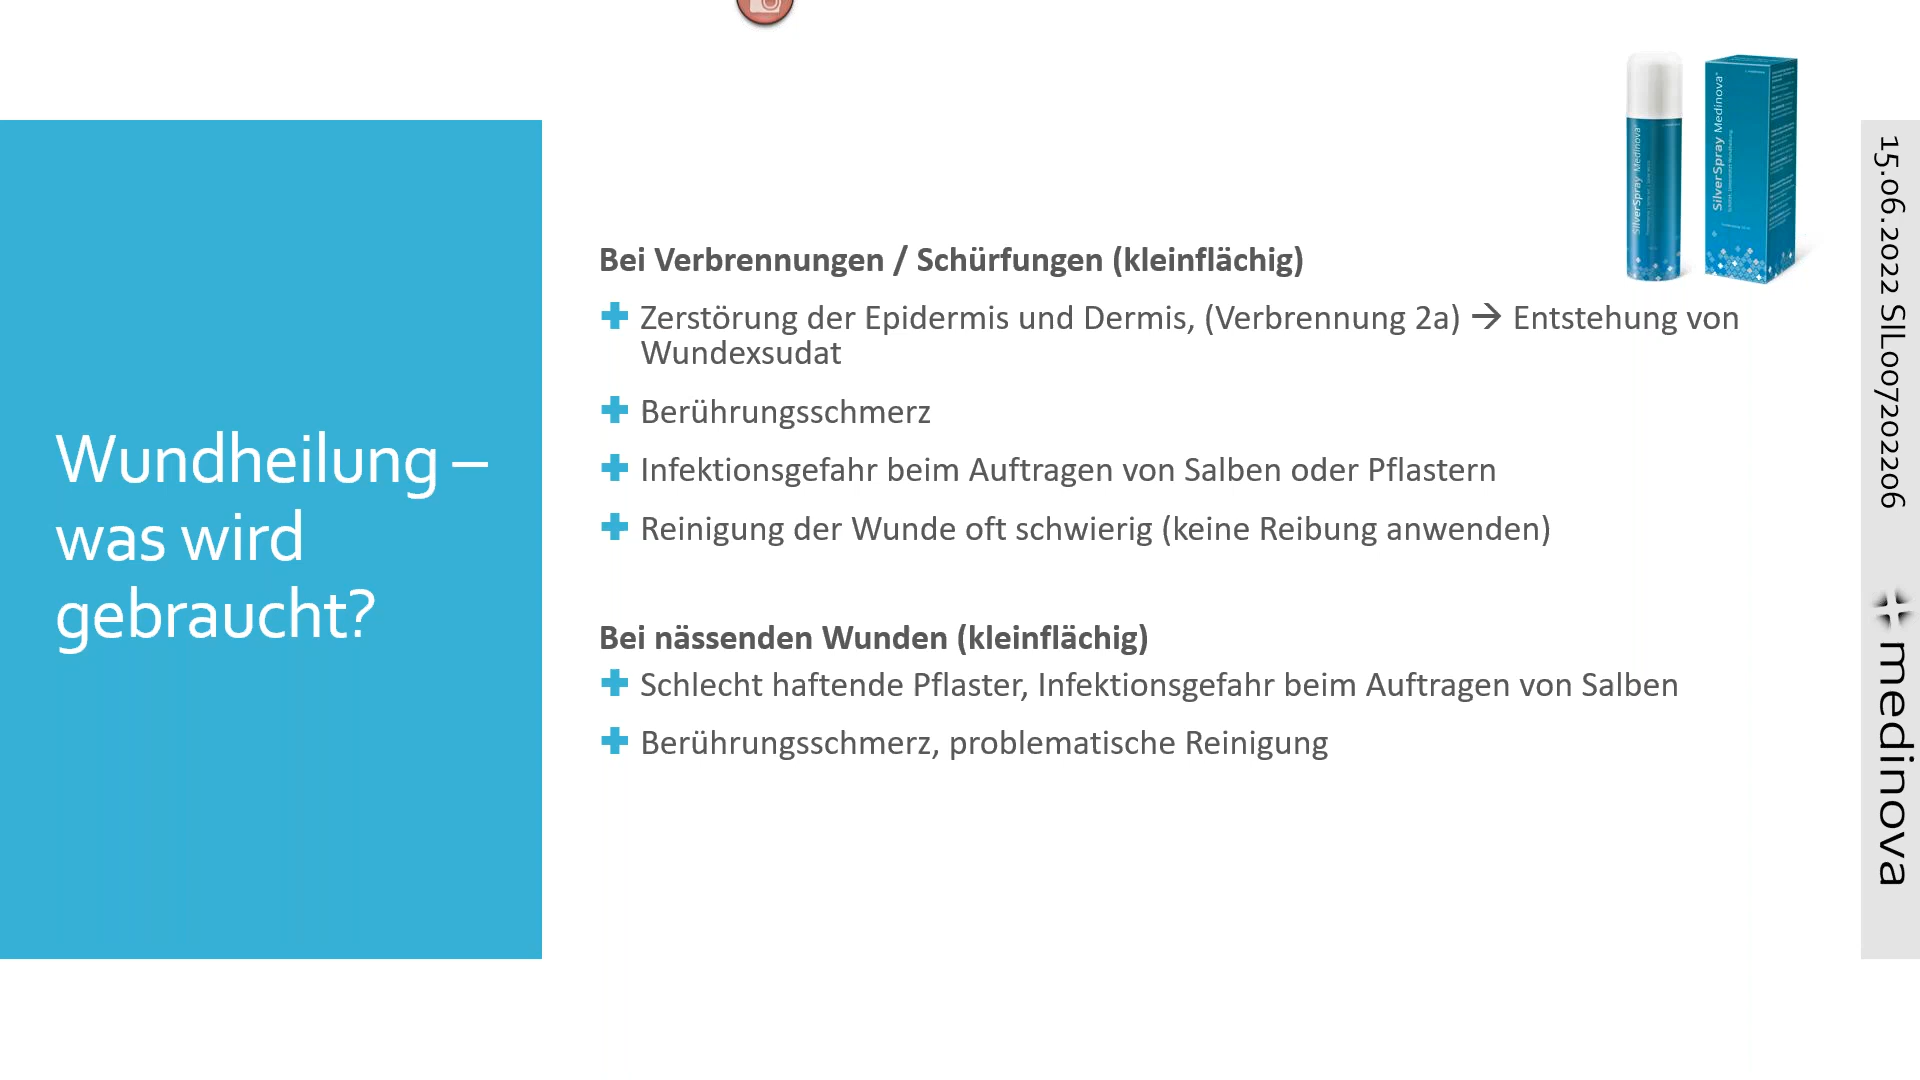 Wundheilung –
was wird
gebraucht?
Bei Verbrennungen / Schürfungen (kleinflächig)
Zerstörung der Epidermis und Dermis, (Verbrennung 2a) → Entstehung von
Wundexsudat
Berührungsschmerz
Infektionsgefahr beim Auftragen von Salben oder Pflastern
Reinigung der Wunde oft schwierig (keine Reibung anwenden)
Bei nässenden Wunden (kleinflächig)
Schlecht haftende Pflaster, Infektionsgefahr beim Auftragen von Salben
Berührungsschmerz, problematische Reinigung
SilverSpray Medinova
SilverSpray Medinova
15.06.2022 SIL007202206
medinova